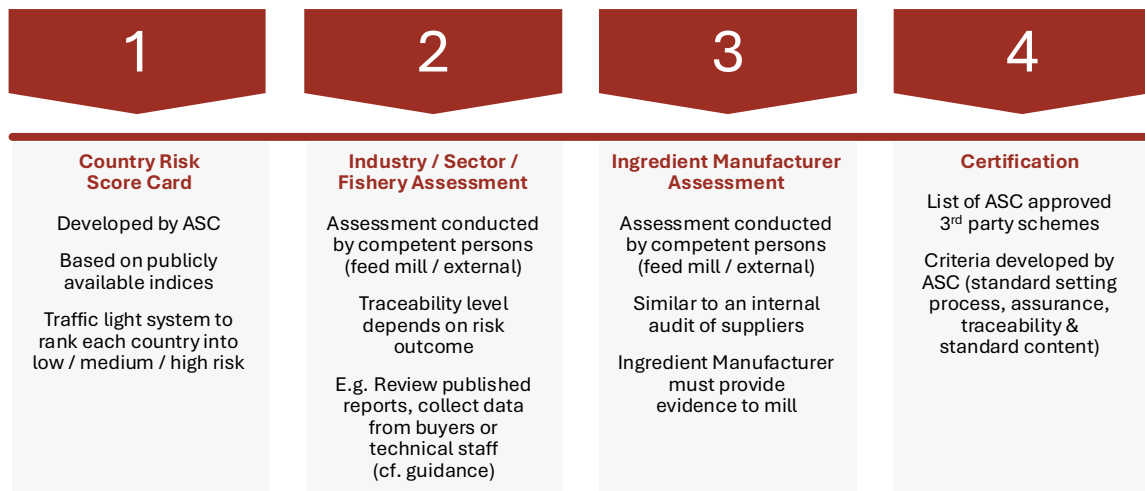 1
Country Risk
Score Card
Developed by ASC
Based on publicly
available indices
Traffic light system to
rank each country into
low / medium / high risk
2
Industry / Sector /
Fishery Assessment
Assessment conducted
by competent persons
(feed mill / external)
Traceability level
depends on risk
outcome
E.g. Review published
reports, collect data
from buyers or
technical staff
(cf. guidance)
3
Ingredient Manufacturer
Assessment
Assessment conducted
by competent persons
(feed mill / external)
Similar to an internal
audit of suppliers
Ingredient Manufacturer
must provide
evidence to mill
4
Certification
List of ASC approved
3rd party schemes
Criteria developed by
ASC (standard setting
process, assurance,
traceability &
standard content)